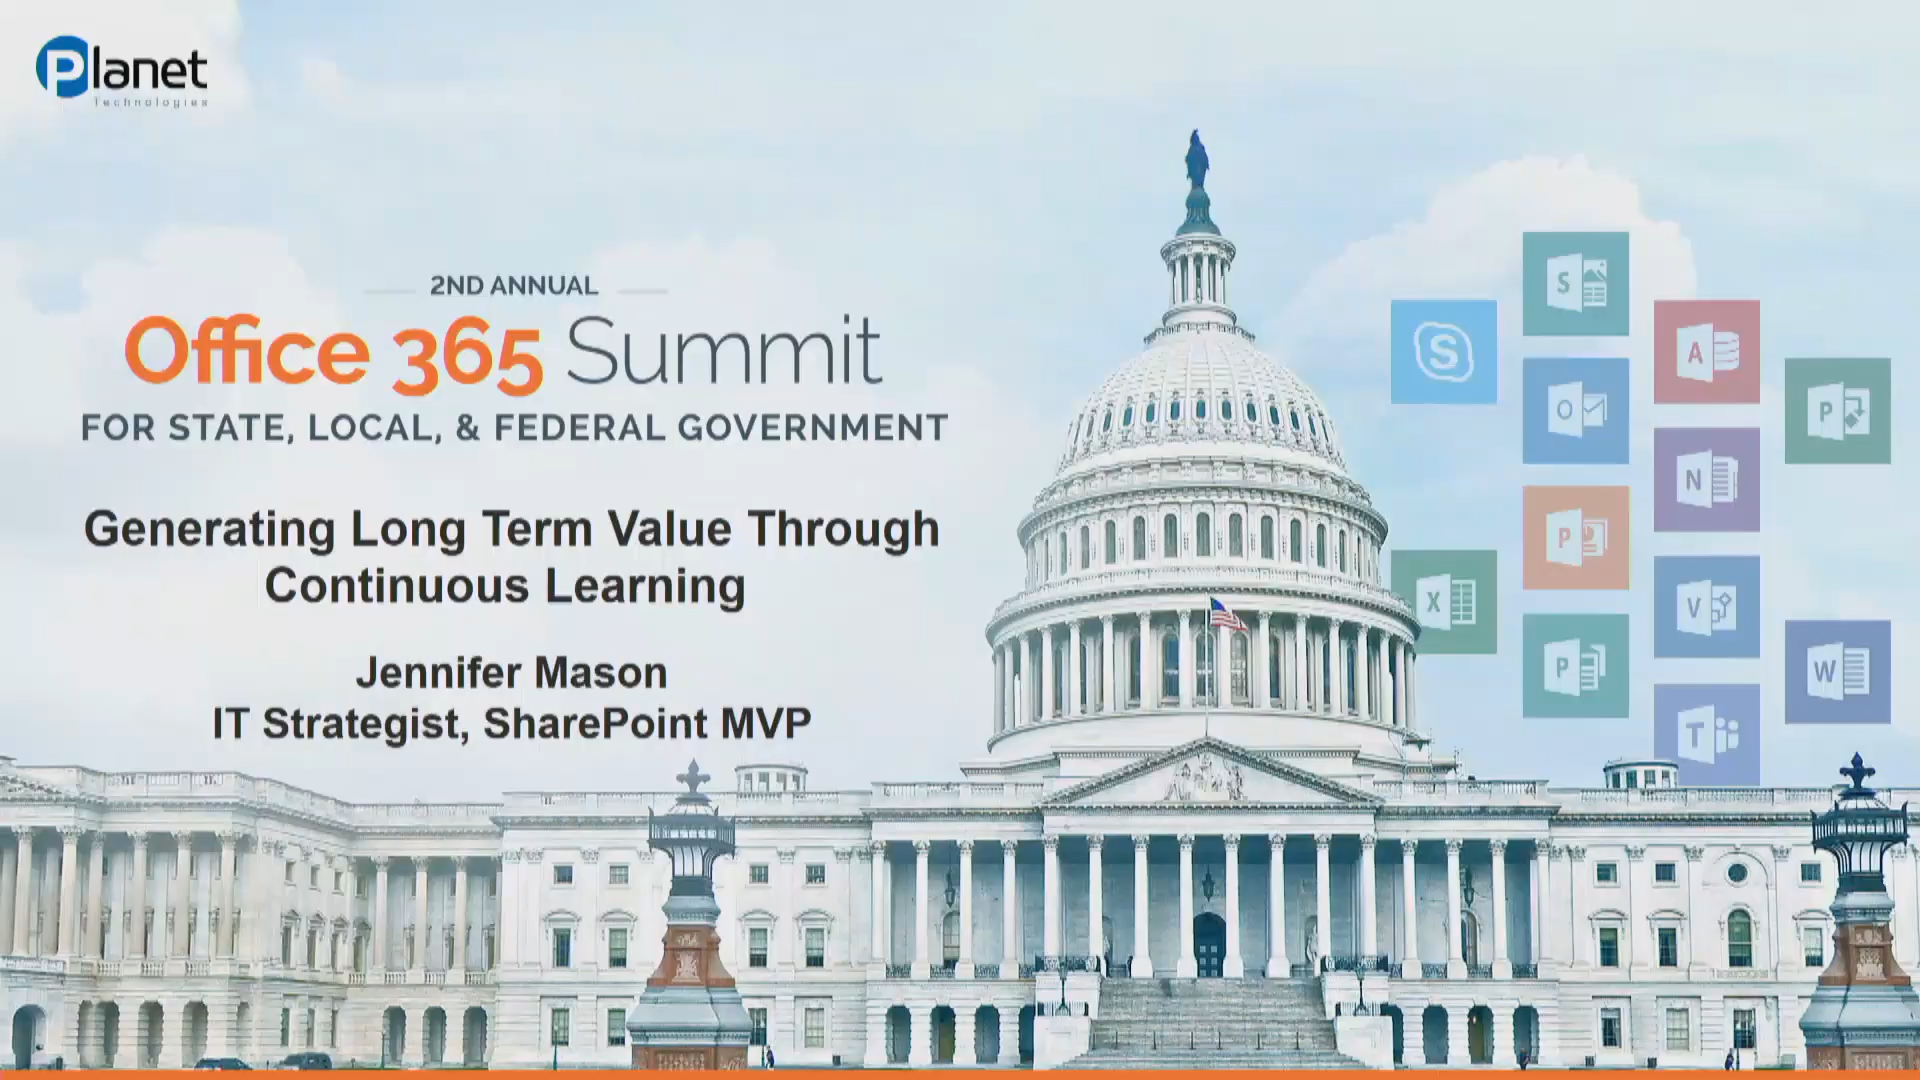 Planet
Technologies
2ND ANNUAL
Office 365 Summit
FOR STATE, LOCAL, & FEDERAL GOVERNMENT
Generating Long Term Value Through
Continuous Learning
Jennifer Mason
IT Strategist, SharePoint MVP
S
S
A
O
P
N
P
X
V
P
W
T